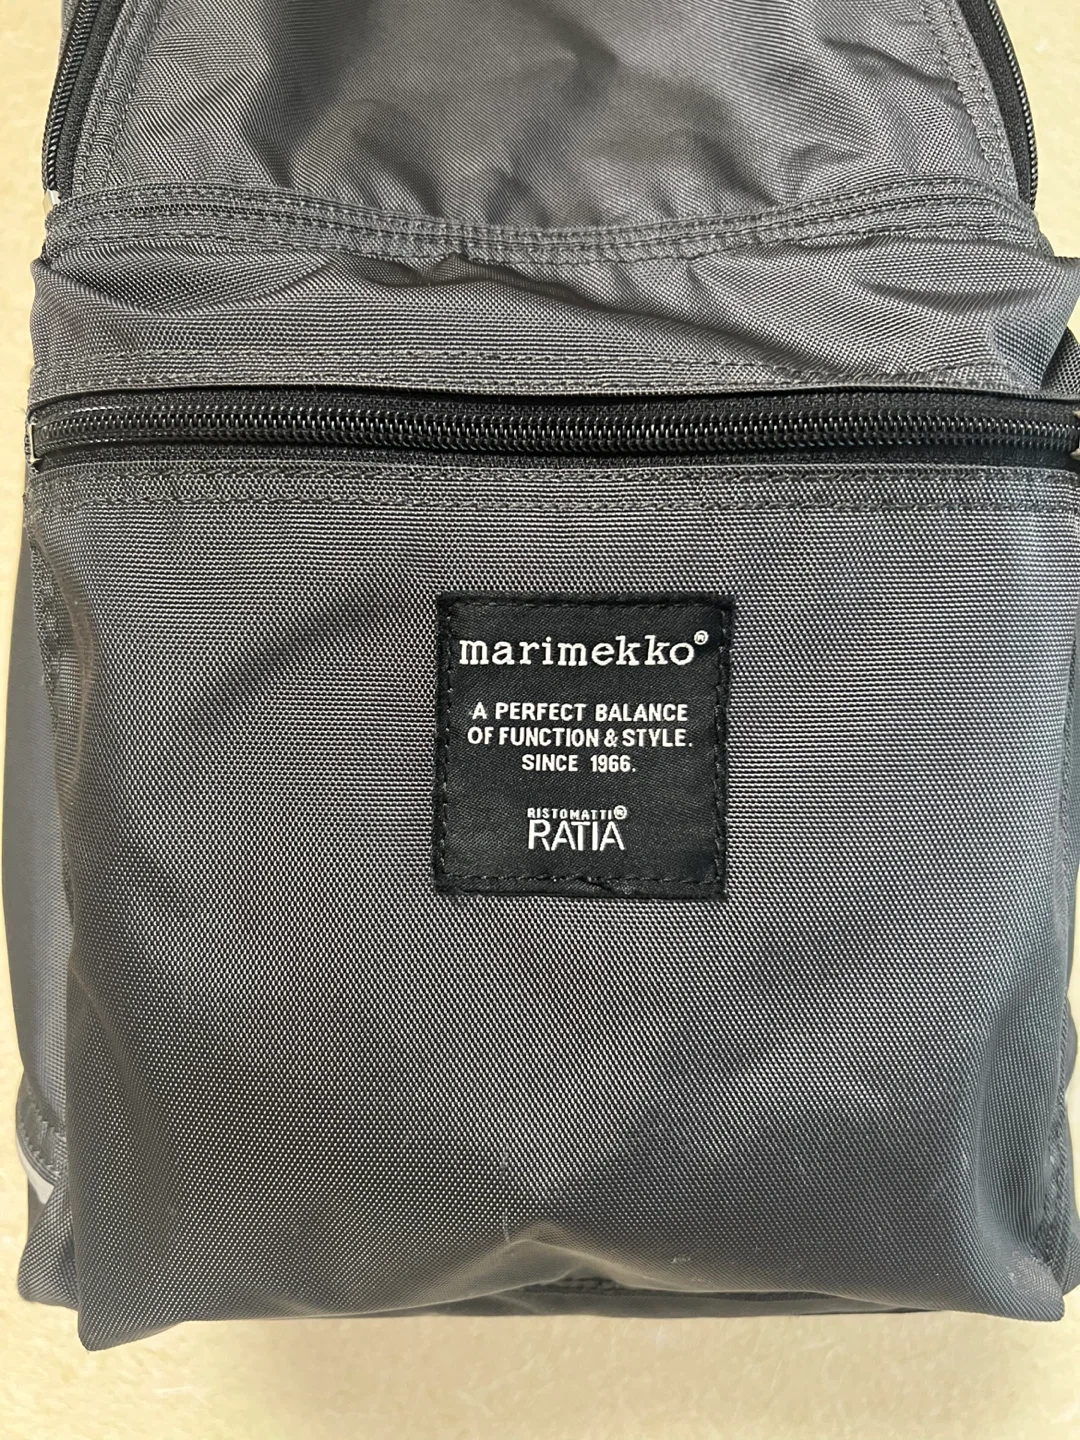 marimekko®
A PERFECT BALANCE
OF FUNCTION & STYLE.
SINCE 1966.
RISTOMATTI®
RATIA